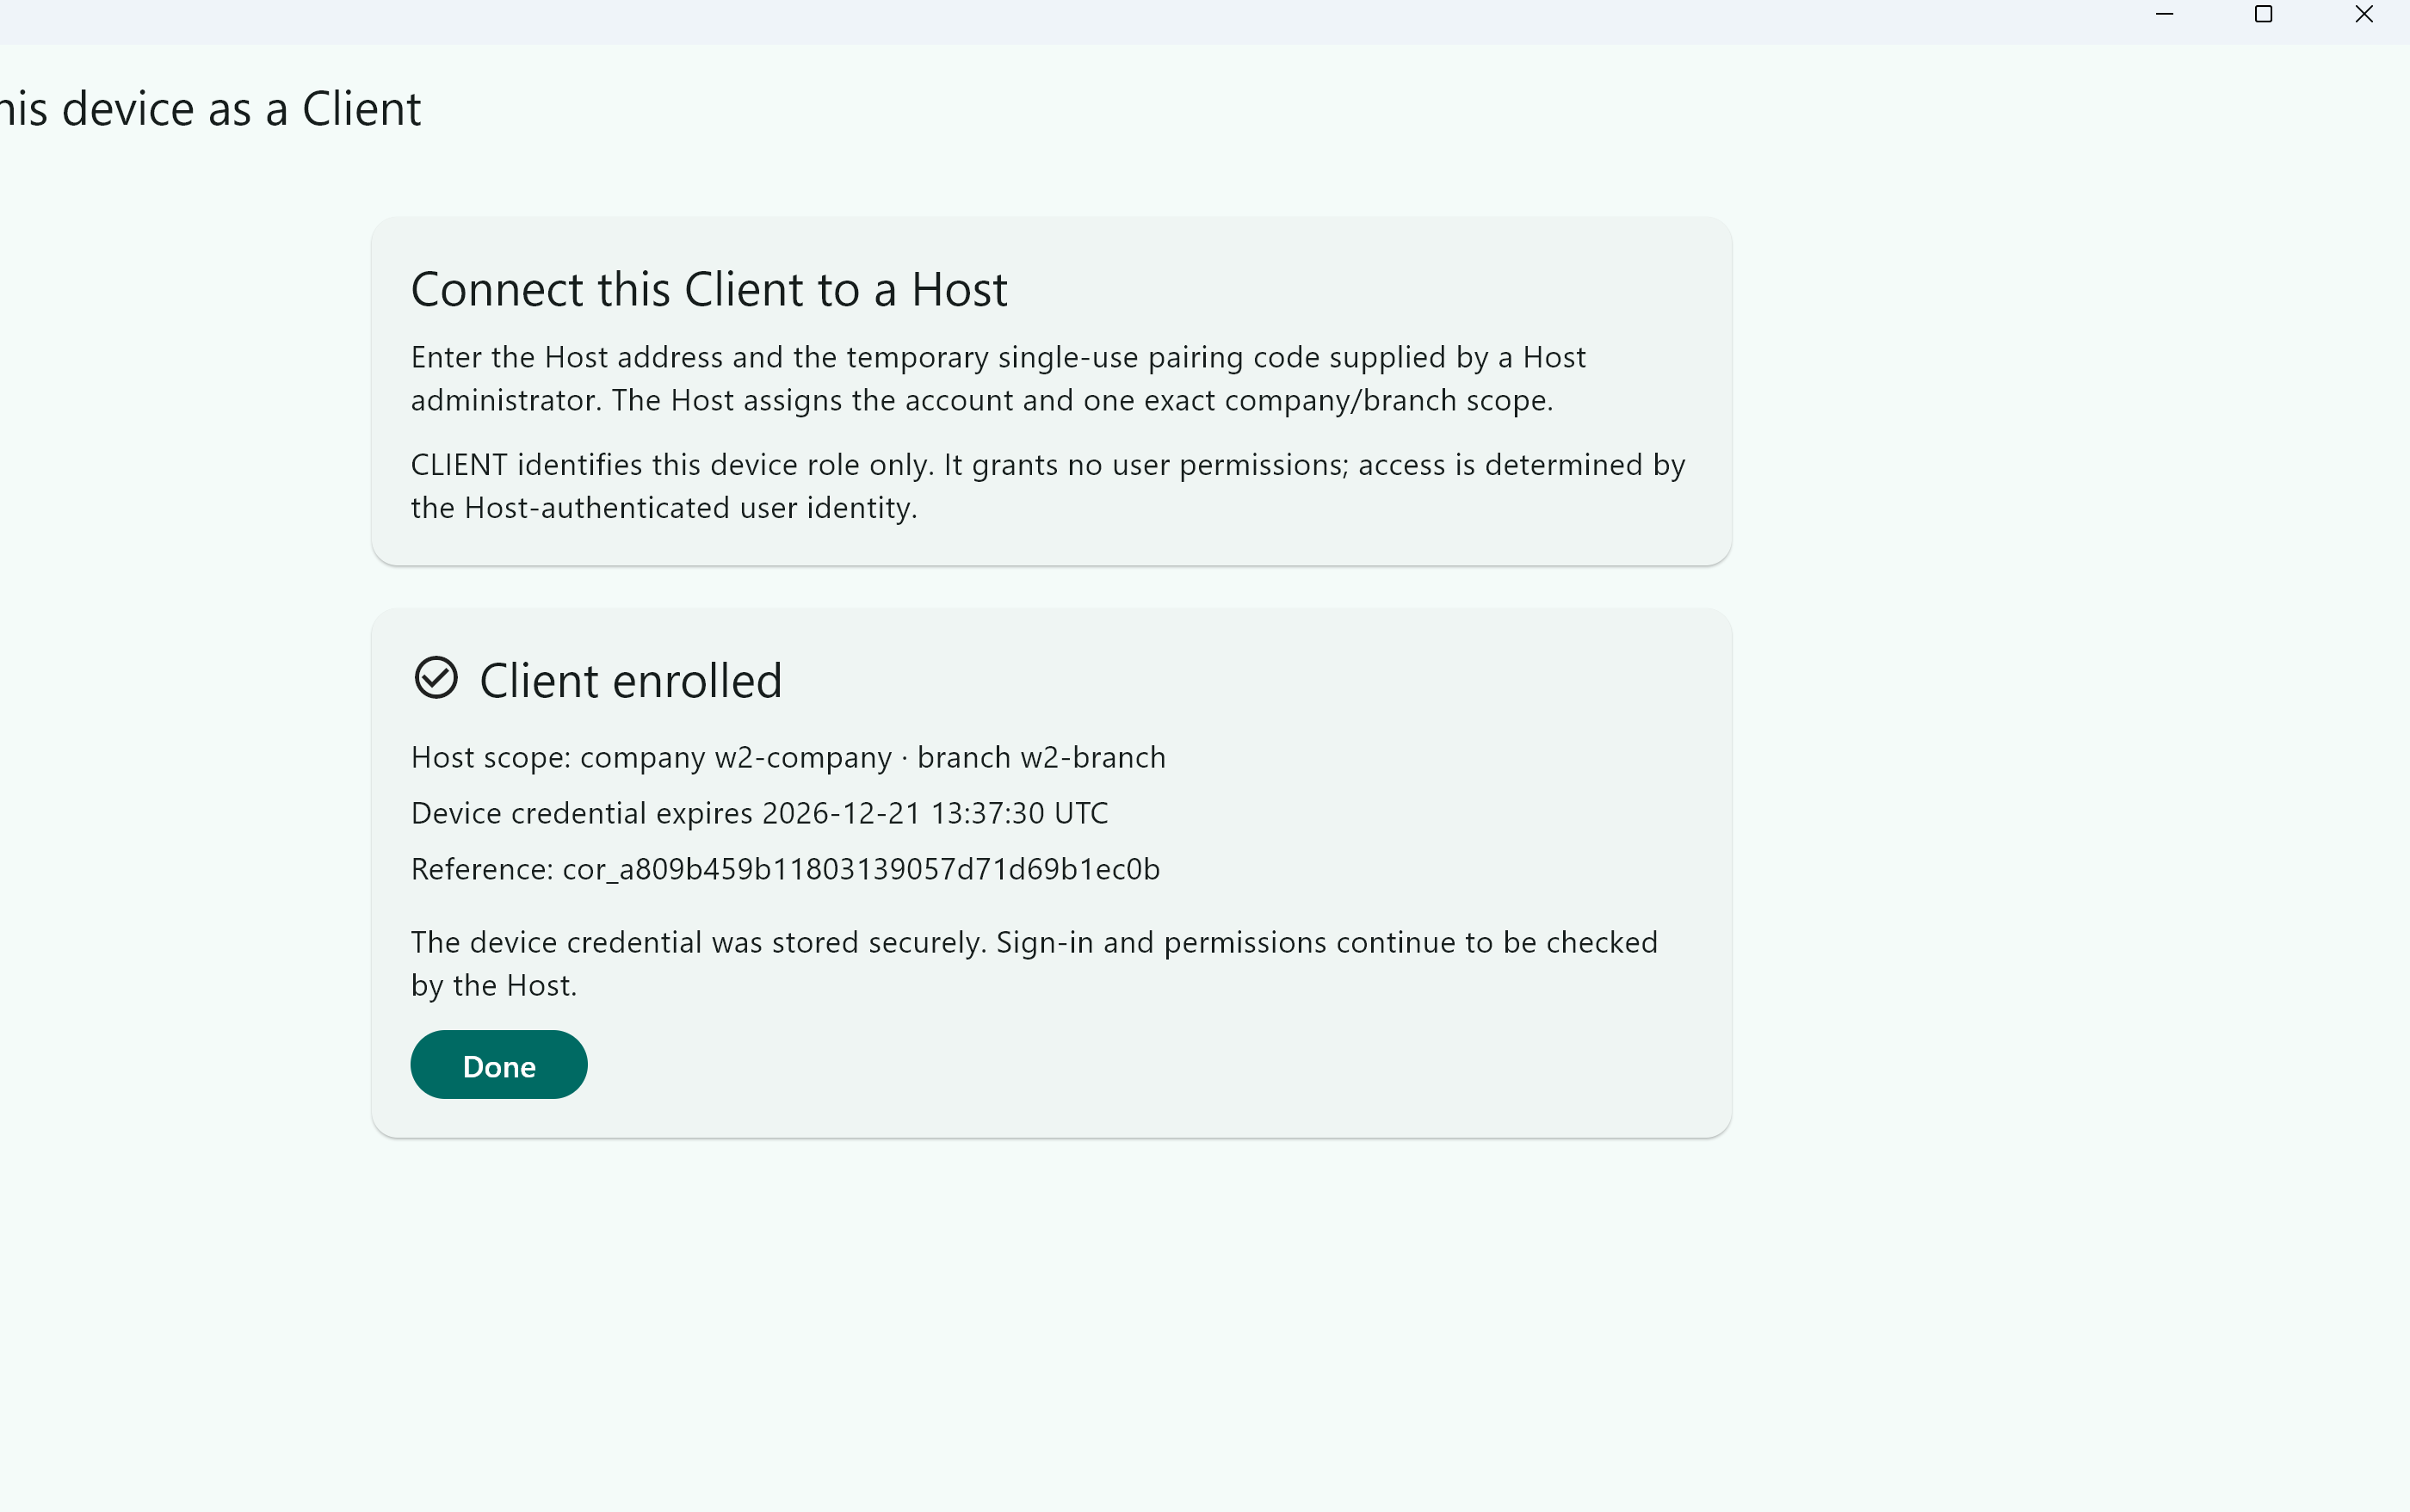 his device as a Client
Connect this Client to a Host
Enter the Host address and the temporary single-use pairing code supplied by a Host
administrator. The Host assigns the account and one exact company/branch scope.
CLIENT identifies this device role only. It grants no user permissions; access is determined by
the Host-authenticated user identity.
Client enrolled
Host scope: company w2-company · branch w2-branch
Device credential expires 2026-12-21 13:37:30 UTC
Reference: cor_a809b459b11803139057d71d69b1ec0b
The device credential was stored securely. Sign-in and permissions continue to be checked
by the Host.
Done